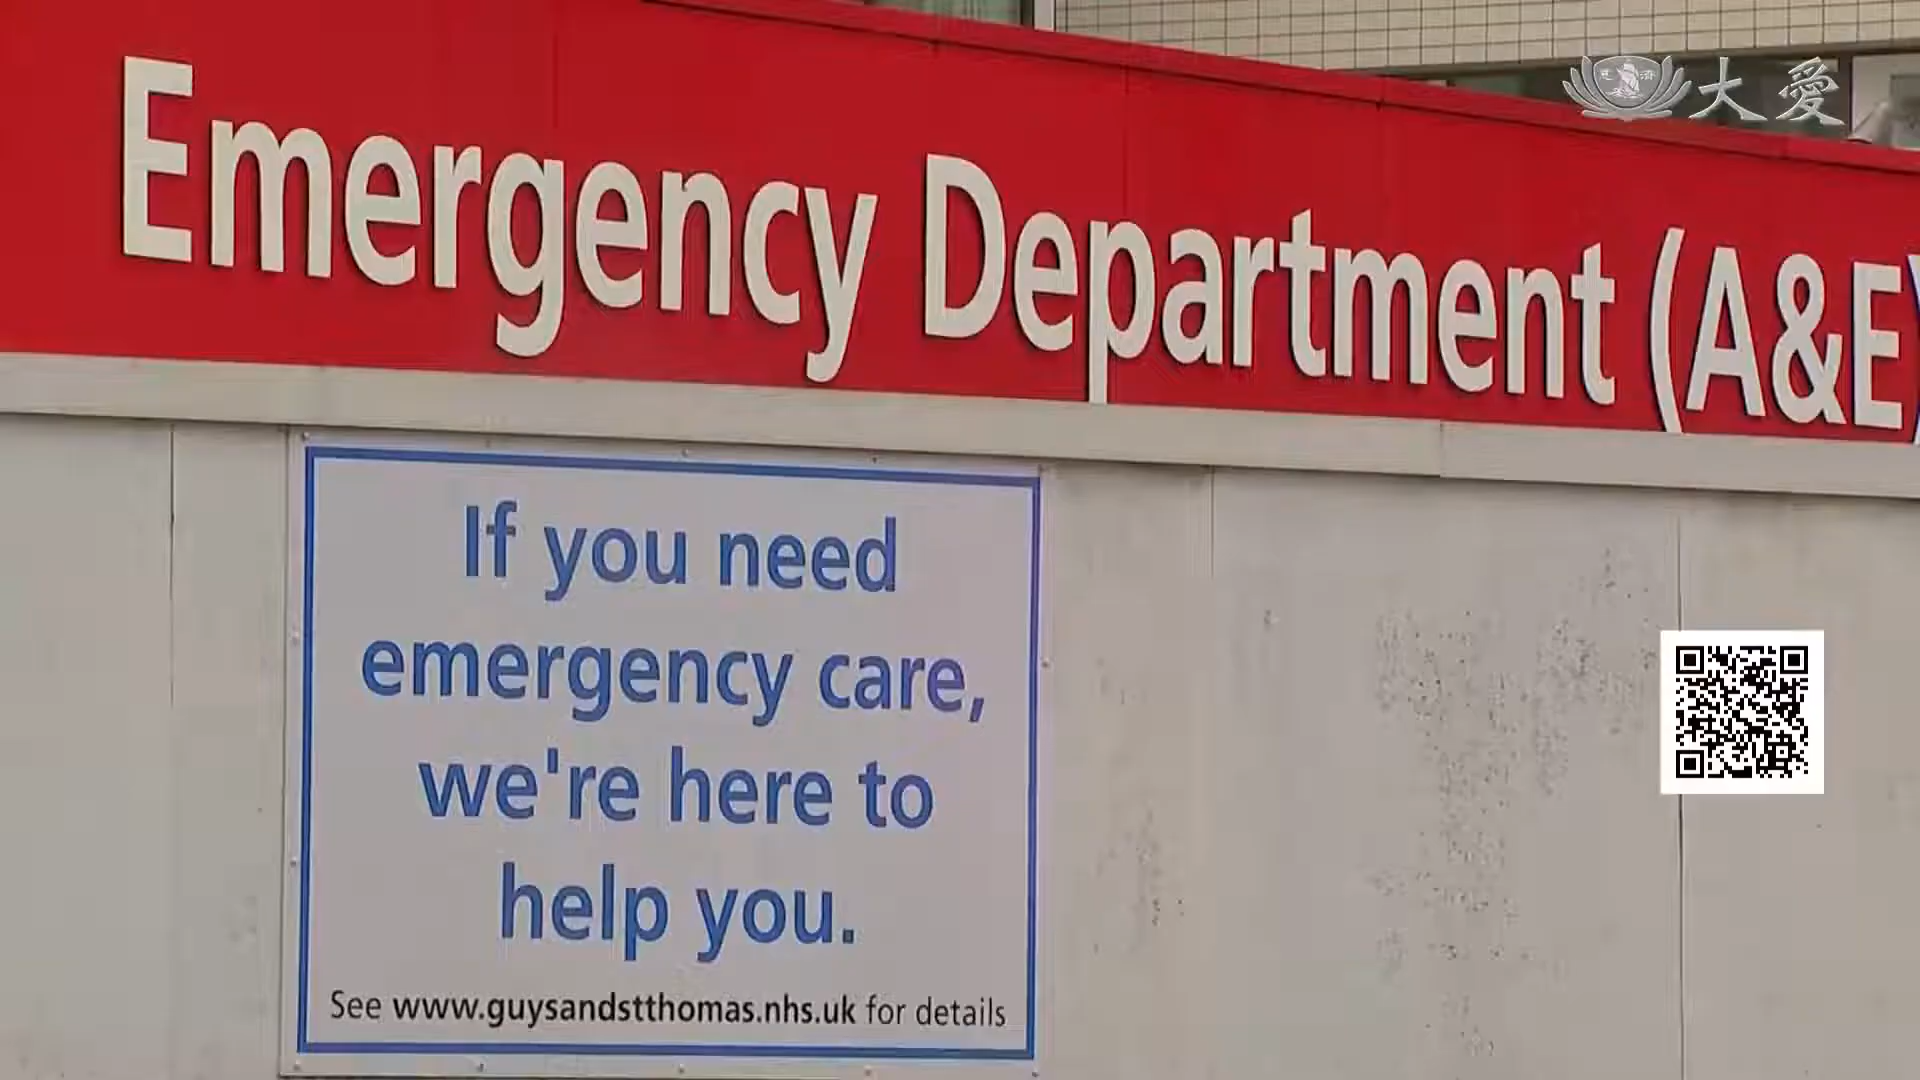 大愛
Emergency Department (A&E)
If you need
emergency care,
we're here to
help you.
See www.guysandstthomas.nhs.uk for details